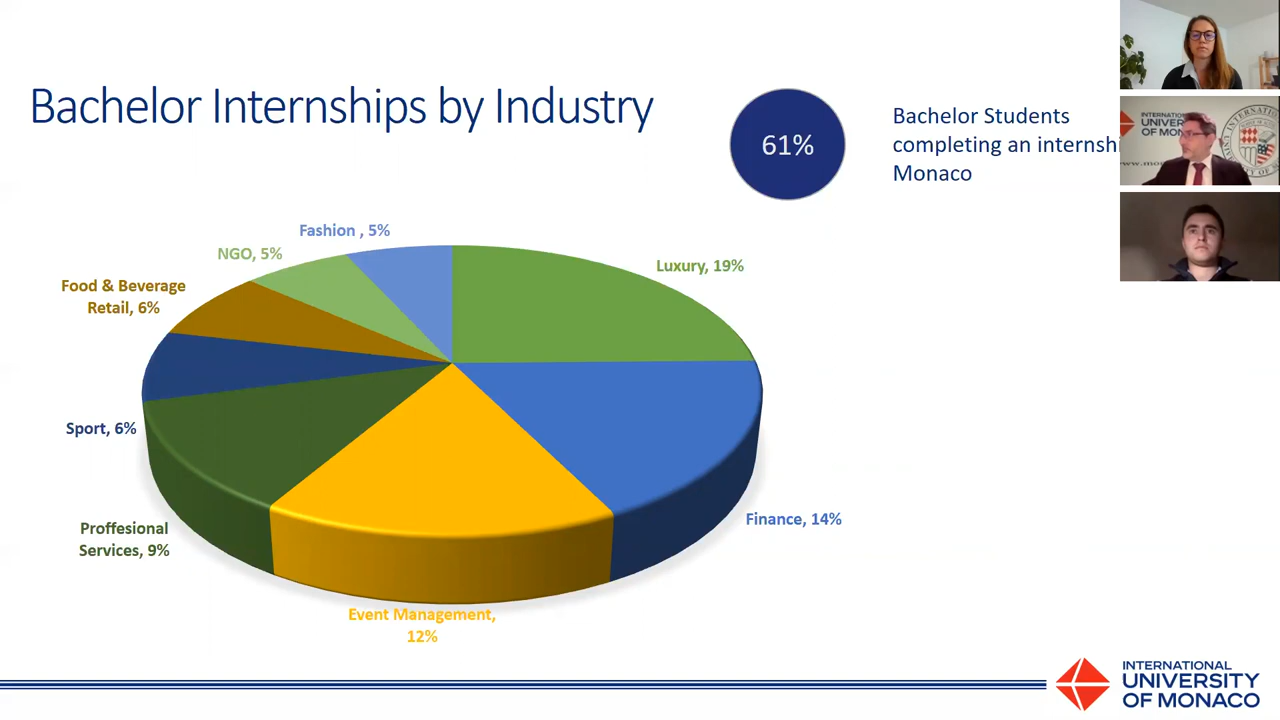 Bachelor Internships by Industry
61%
Bachelor Students
completing an internshi
Monaco
Fashion , 5%
NGO, 5%
Luxury, 19%
Food & Beverage
Retail, 6%
Sport, 6%
Proffesional
Services, 9%
Finance, 14%
Event Management,
12%
INTERNATIONAL
UNIVERSITY
OF MONACO